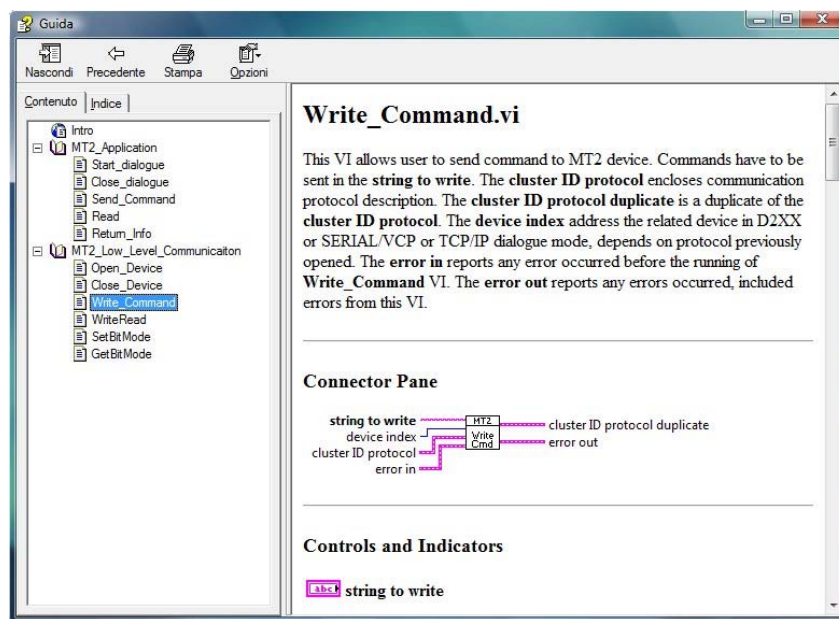 Guida
Nascondi Precedente Stampa Opzioni
Contenuto Indice
Intro
MT2_Application
Start_dialogue
Close_dialogue
Send_Command
Read
Return_Info
MT2_Low_Level_Communicaiton
Open_Device
Close_Device
Write_Command
WriteRead
SetBitMode
GetBitMode
Write_Command.vi
This VI allows user to send command to MT2 device. Commands have to be
sent in the string to write. The cluster ID protocol encloses communication
protocol description. The cluster ID protocol duplicate is a duplicate of the
cluster ID protocol. The device index address the related device in D2XX
or SERIAL/VCP or TCP/IP dialogue mode, depends on protocol previously
opened. The error in reports any error occurred before the running of
Write_Command VI. The error out reports any errors occurred, included
errors from this VI.
Connector Pane
string to write
device index
cluster ID protocol
error in
MT2
Write
Cmd
cluster ID protocol duplicate
error out
Controls and Indicators
abc string to write